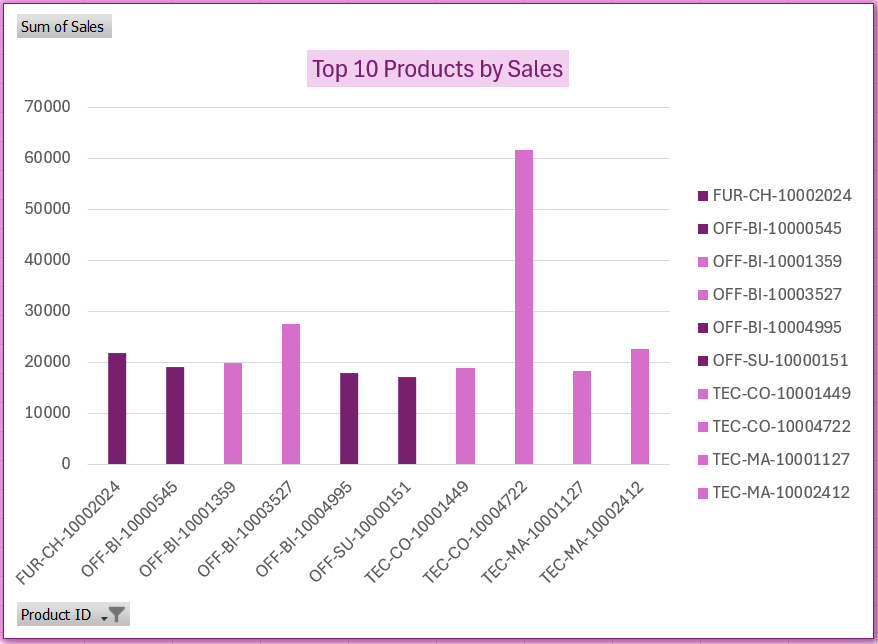 Sum of Sales
Top 10 Products by Sales
70000
60000
50000
40000
30000
20000
10000
0
FUR-CH-10002024
OFF-BI-10000545
OFF-BI-10001359
OFF-BI-10003527
OFF-BI-10004995
OFF-SU-10000151
TEC-CO-10001449
TEC-CO-10004722
TEC-MA-10001127
TEC-MA-10002412
FUR-CH-10002024
OFF-BI-10000545
OFF-BI-10001359
OFF-BI-10003527
OFF-BI-10004995
OFF-SU-10000151
TEC-CO-10001449
TEC-CO-10004722
TEC-MA-10001127
TEC-MA-10002412
Product ID